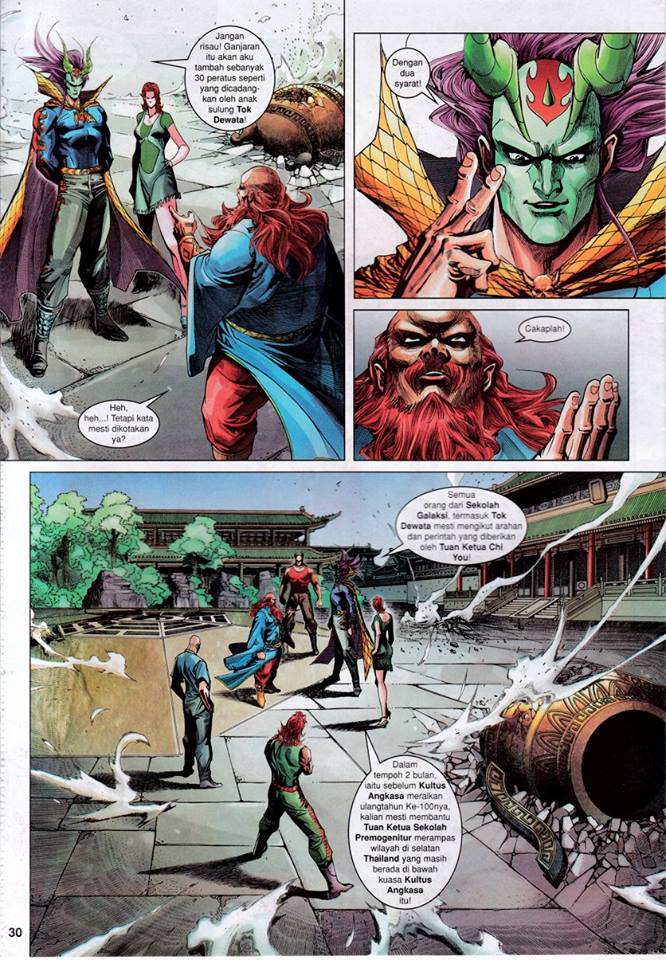 Jangan
risau! Ganjaran
itu akan aku
tambah sebanyak
30 peratus seperti
yang dicadang-
kan oleh anak
sulung Tok
Dewata!
Heh,
heh...! Tetapi kata
mesti dikotakan
ya?
Dengan
dua
syarat!
Cakaplah!
Semua
orang dari Sekolah
Galaksi, termasuk Tok
Dewata mesti mengikut arahan
dan perintah yang diberikan
oleh Tuan Ketua Chi
You!
Dalam
tempoh 2 bulan,
iaitu sebelum Kultus
Angkasa meraikan
ulangtahun Ke-100nya,
kalian mesti membantu
Tuan Ketua Sekolah
Premogenitur merampas
wilayah di selatan
Thailand yang masih
berada di bawah
kuasa Kultus
Angkasa
itu!
30